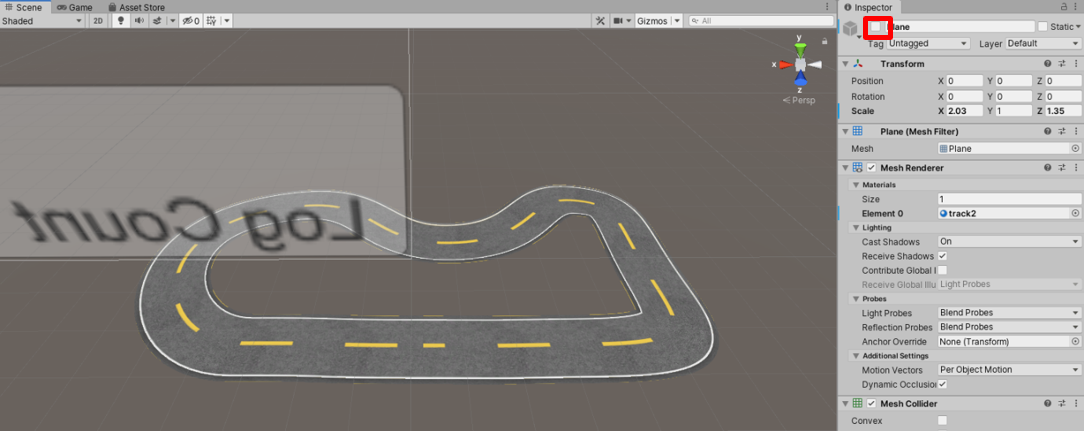 Scene
Game
Asset Store
Shaded
2D
0
Gizmos
All
y
x
z
Persp
Log Count
Inspector
Plane
Static
Tag Untagged Layer Default
Transform
Position X 0 Y 0 Z 0
Rotation X 0 Y 0 Z 0
Scale X 2.03 Y 1 Z 1.35
Plane (Mesh Filter)
Mesh Plane
Mesh Renderer
Materials
Size 1
Element 0 track2
Lighting
Cast Shadows On
Receive Shadows
Contribute Global I
Receive Global Illu Light Probes
Probes
Light Probes Blend Probes
Reflection Probes Blend Probes
Anchor Override None (Transform)
Additional Settings
Motion Vectors Per Object Motion
Dynamic Occlusion
Mesh Collider
Convex